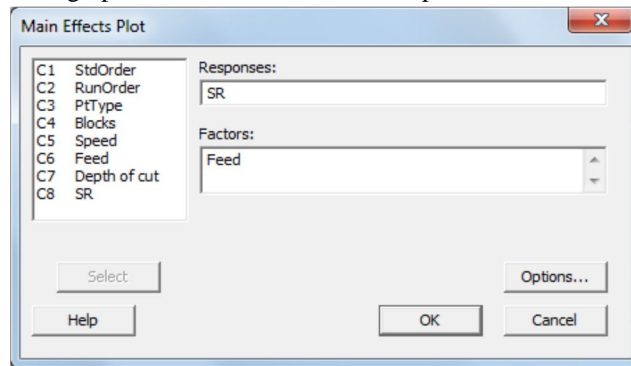 Main Effects Plot
C1 StdOrder
C2 RunOrder
C3 PtType
C4 Blocks
C5 Speed
C6 Feed
C7 Depth of cut
C8 SR
Responses:
SR
Factors:
Feed
Select
Options...
Help
OK
Cancel